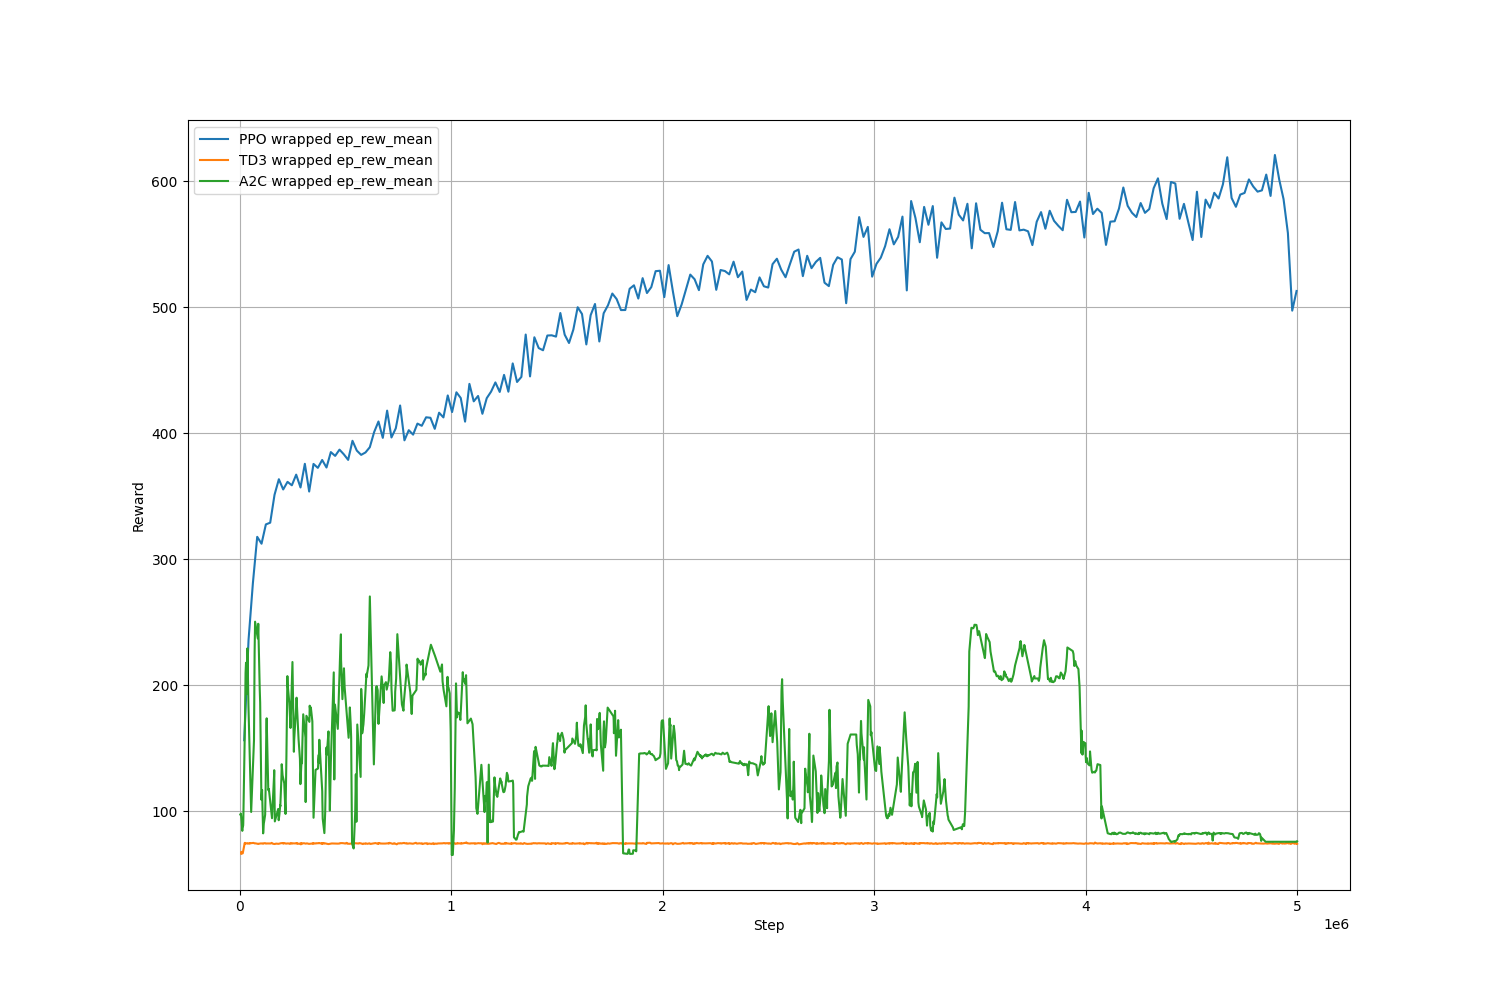 PPO wrapped ep_rew_mean
TD3 wrapped ep_rew_mean
A2C wrapped ep_rew_mean
600
500
400
300
200
100
Reward
0 1 2 3 4 5
Step
1e6